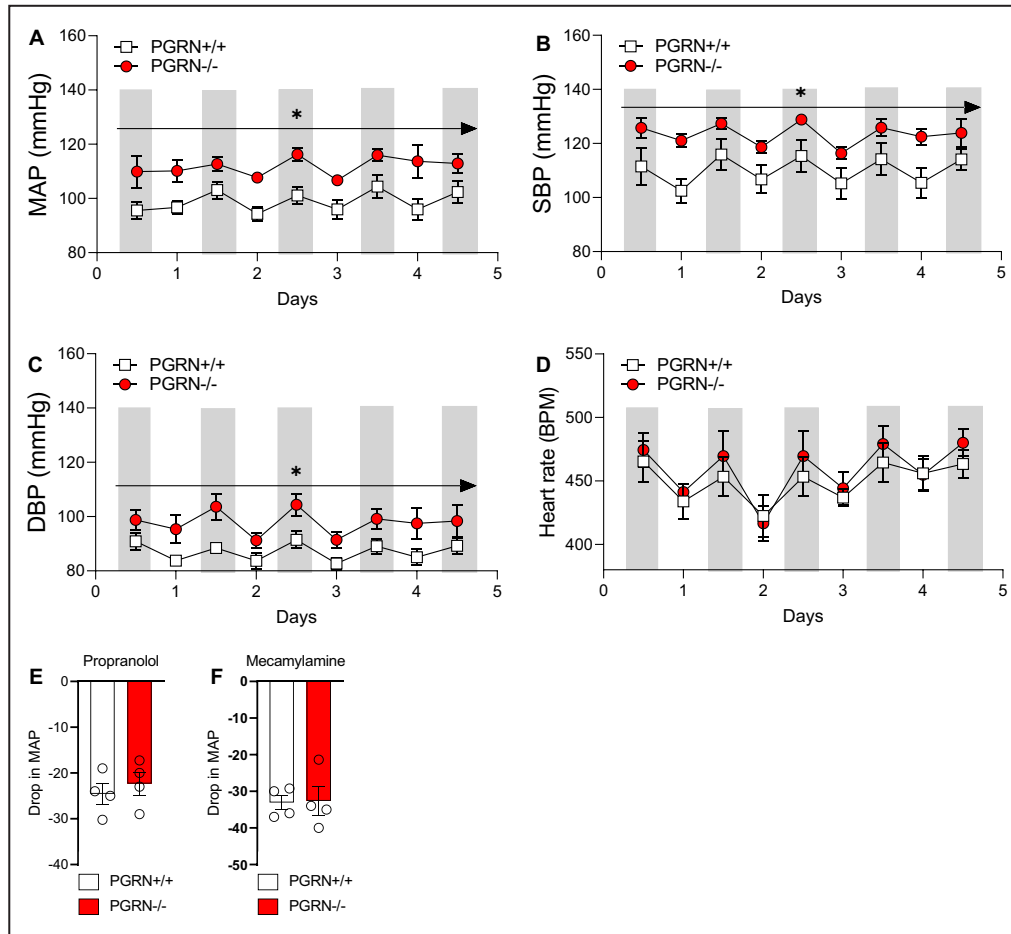 A
PGRN+/+
PGRN-/-
MAP (mmHg)
160
140
120
100
80
*
0 1 2 3 4 5
Days
B
PGRN+/+
PGRN-/-
SBP (mmHg)
160
140
120
100
80
*
0 1 2 3 4 5
Days
C
PGRN+/+
PGRN-/-
DBP (mmHg)
160
140
120
100
80
*
0 1 2 3 4 5
Days
D
PGRN+/+
PGRN-/-
Heart rate (BPM)
550
500
450
400
0 1 2 3 4 5
Days
E
Propranolol
Drop in MAP
0
-10
-20
-30
-40
PGRN+/+
PGRN-/-
F
Mecamylamine
Drop in MAP
0
-10
-20
-30
-40
-50
PGRN+/+
PGRN-/-